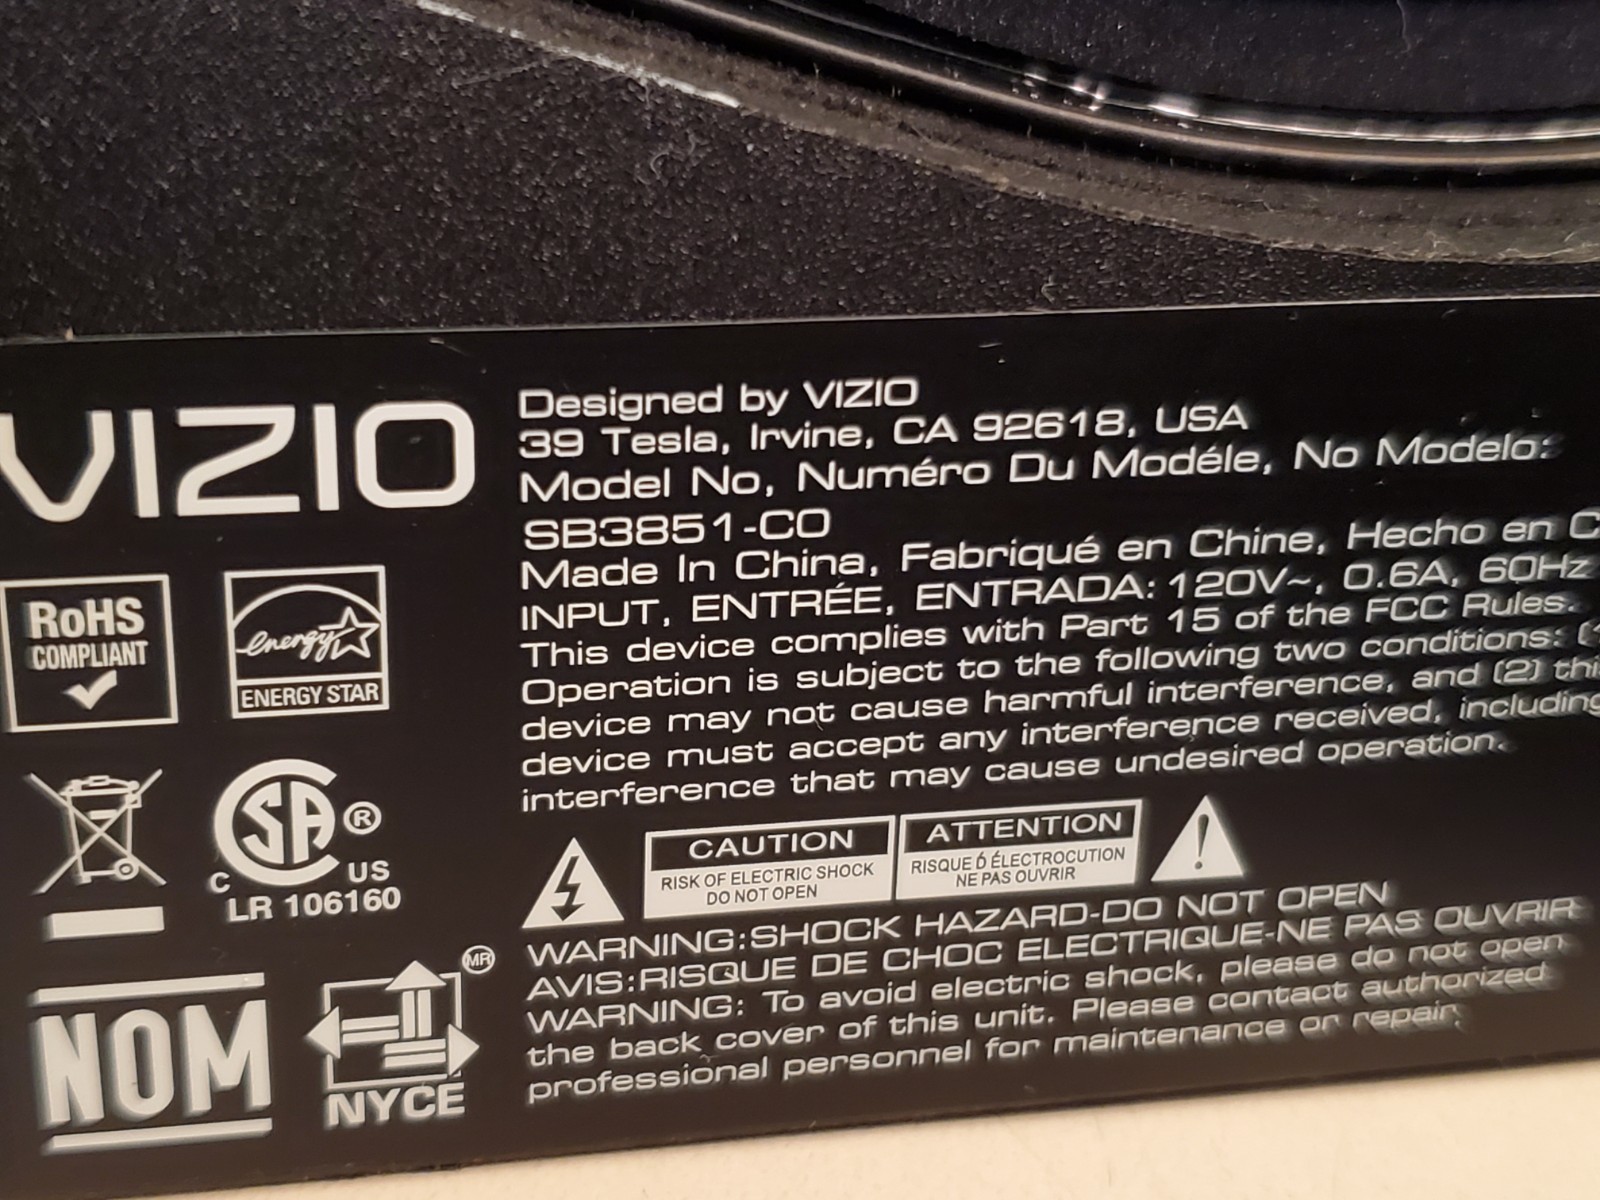 VIZIO
Designed by VIZIO
39 Tesla, Irvine, CA 92618, USA
Model No, Numéro Du Modéle, No Modelo:
SB3851-CO
Made In China, Fabriqué en Chine, Hecho en C
INPUT, ENTRÉE, ENTRADA: 120V~, 0.6A, 60Hz
This device complies with Part 15 of the FCC Rules.
Operation is subject to the following two conditions: (1
device may not cause harmful interference, and (2) thi
device must accept any interference received, including
interference that may cause undesired operation.
RoHS
COMPLIANT
energy
ENERGY STAR
CSA ®
C US
LR 106160
NOM
MR
NYCE
CAUTION
RISK OF ELECTRIC SHOCK
DO NOT OPEN
ATTENTION
RISQUE Ó ÉLECTROCUTION
NE PAS OUVRIR
WARNING:SHOCK HAZARD-DO NOT OPEN
AVIS:RISQUE DE CHOC ELECTRIQUE-NE PAS OUVRIR
WARNING: To avoid electric shock, please do not open
the back cover of this unit. Please contact authorized
professional personnel for maintenance or repair.